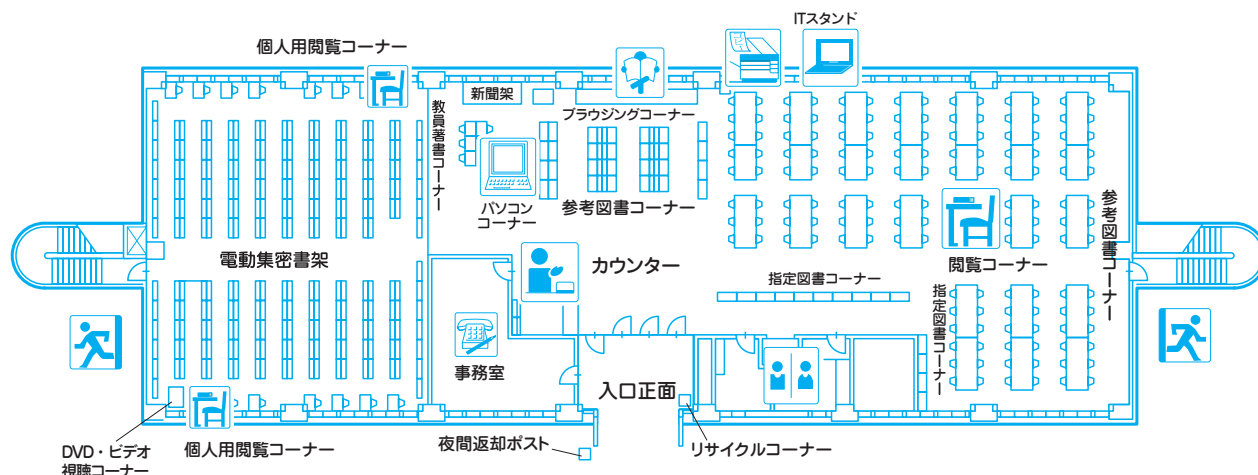 ITスタンド
個人用閲覧コーナー
新聞架
ブラウジングコーナー
教員著書コーナー
パソコン
コーナー
参考図書コーナー
参考図書コーナー
電動集密書架
カウンター
閲覧コーナー
指定図書コーナー
指定図書コーナー
事務室
入口正面
DVD・ビデオ
視聴コーナー
個人用閲覧コーナー
夜間返却ポスト
リサイクルコーナー